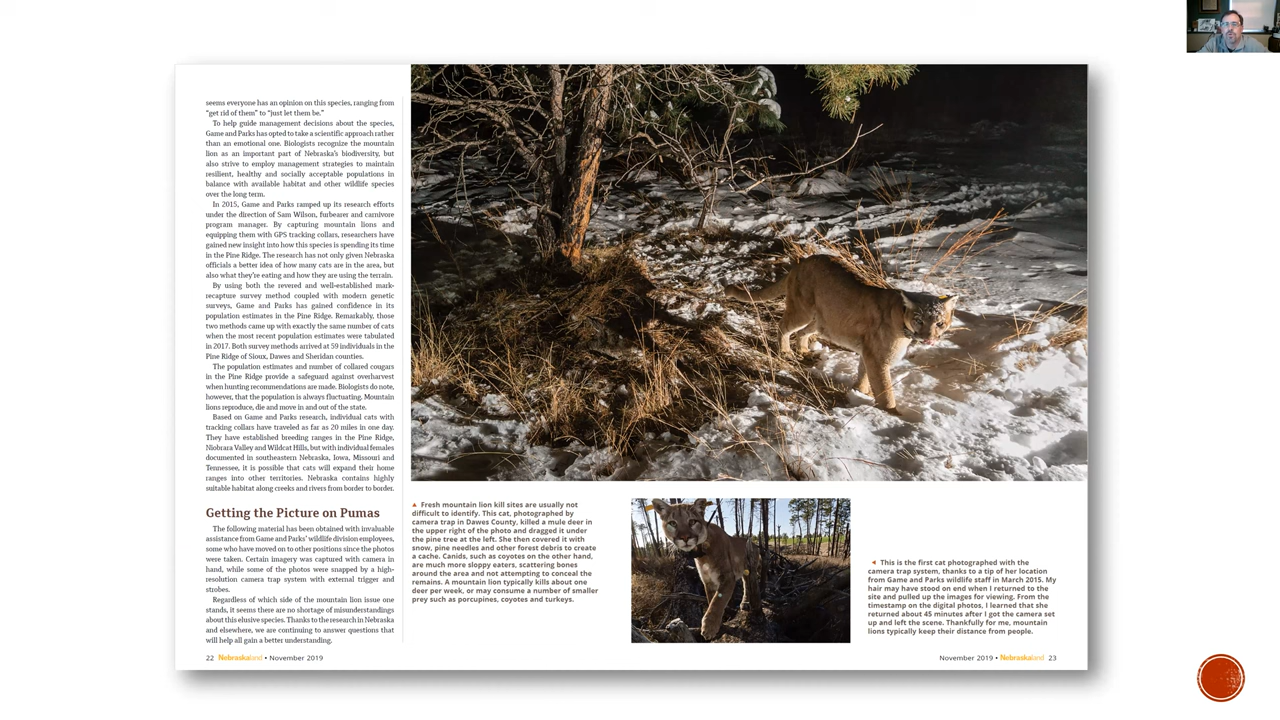 seems everyone has an opinion on this species, ranging from
"get rid of them" to "just let them be."
To help guide management decisions about the species,
Game and Parks has opted to take a scientific approach rather
than an emotional one. Biologists recognize the mountain
lion as an important part of Nebraska's biodiversity, but
also strive to employ management strategies to maintain
resilient, healthy and socially acceptable populations in
balance with available habitat and other wildlife species
over the long term.
In 2015, Game and Parks ramped up its research efforts
under the direction of Sam Wilson, furbearer and carnivore
program manager. By capturing mountain lions and
equipping them with GPS tracking collars, researchers have
gained new insight into how this species is spending its time
in the Pine Ridge. The research has not only given Nebraska
officials a better idea of how many cats are in the area, but
also what they're eating and how they are using the terrain.
By using both the revered and well-established mark-
recapture survey method coupled with modern genetic
surveys, Game and Parks has gained confidence in its
population estimates in the Pine Ridge. Remarkably, those
two methods came up with exactly the same number of cats
when the most recent population estimates were tabulated
in 2017. Both survey methods arrived at 59 individuals in the
Pine Ridge of Sioux, Dawes and Sheridan counties.
The population estimates and number of collared cougars
in the Pine Ridge provide a safeguard against overharvest
when hunting recommendations are made. Biologists do note,
however, that the population is always fluctuating. Mountain
lions reproduce, die and move in and out of the state.
Based on Game and Parks research, individual cats with
tracking collars have traveled as far as 20 miles in one day.
They have established breeding ranges in the Pine Ridge,
Niobrara Valley and Wildcat Hills, but with individual females
documented in southeastern Nebraska, Iowa, Missouri and
Tennessee, it is possible that cats will expand their home
ranges into other territories. Nebraska contains highly
suitable habitat along creeks and rivers from border to border.
Getting the Picture on Pumas
The following material has been obtained with invaluable
assistance from Game and Parks' wildlife division employees,
some who have moved on to other positions since the photos
were taken. Certain imagery was captured with camera in
hand, while some of the photos were snapped by a high-
resolution camera trap system with external trigger and
strobes.
Regardless of which side of the mountain lion issue one
stands, it seems there are no shortage of misunderstandings
about this elusive species. Thanks to the research in Nebraska
and elsewhere, we are continuing to answer questions that
will help all gain a better understanding.
22 Nebraskaland • November 2019
Fresh mountain lion kill sites are usually not
difficult to identify. This cat, photographed by
camera trap in Dawes County, killed a mule deer in
the upper right of the photo and dragged it under
the pine tree at the left. She then covered it with
snow, pine needles and other forest debris to create
a cache. Canids, such as coyotes on the other hand,
are much more sloppy eaters, scattering bones
around the area and not attempting to conceal the
remains. A mountain lion typically kills about one
deer per week, or may consume a number of smaller
prey such as porcupines, coyotes and turkeys.
This is the first cat photographed with the
camera trap system, thanks to a tip of her location
from Game and Parks wildlife staff in March 2015. My
hair may have stood on end when I returned to the
site and pulled up the images for viewing. From the
timestamp on the digital photos, I learned that she
returned about 45 minutes after I got the camera set
up and left the scene. Thankfully for me, mountain
lions typically keep their distance from people.
November 2019 • Nebraskaland 23